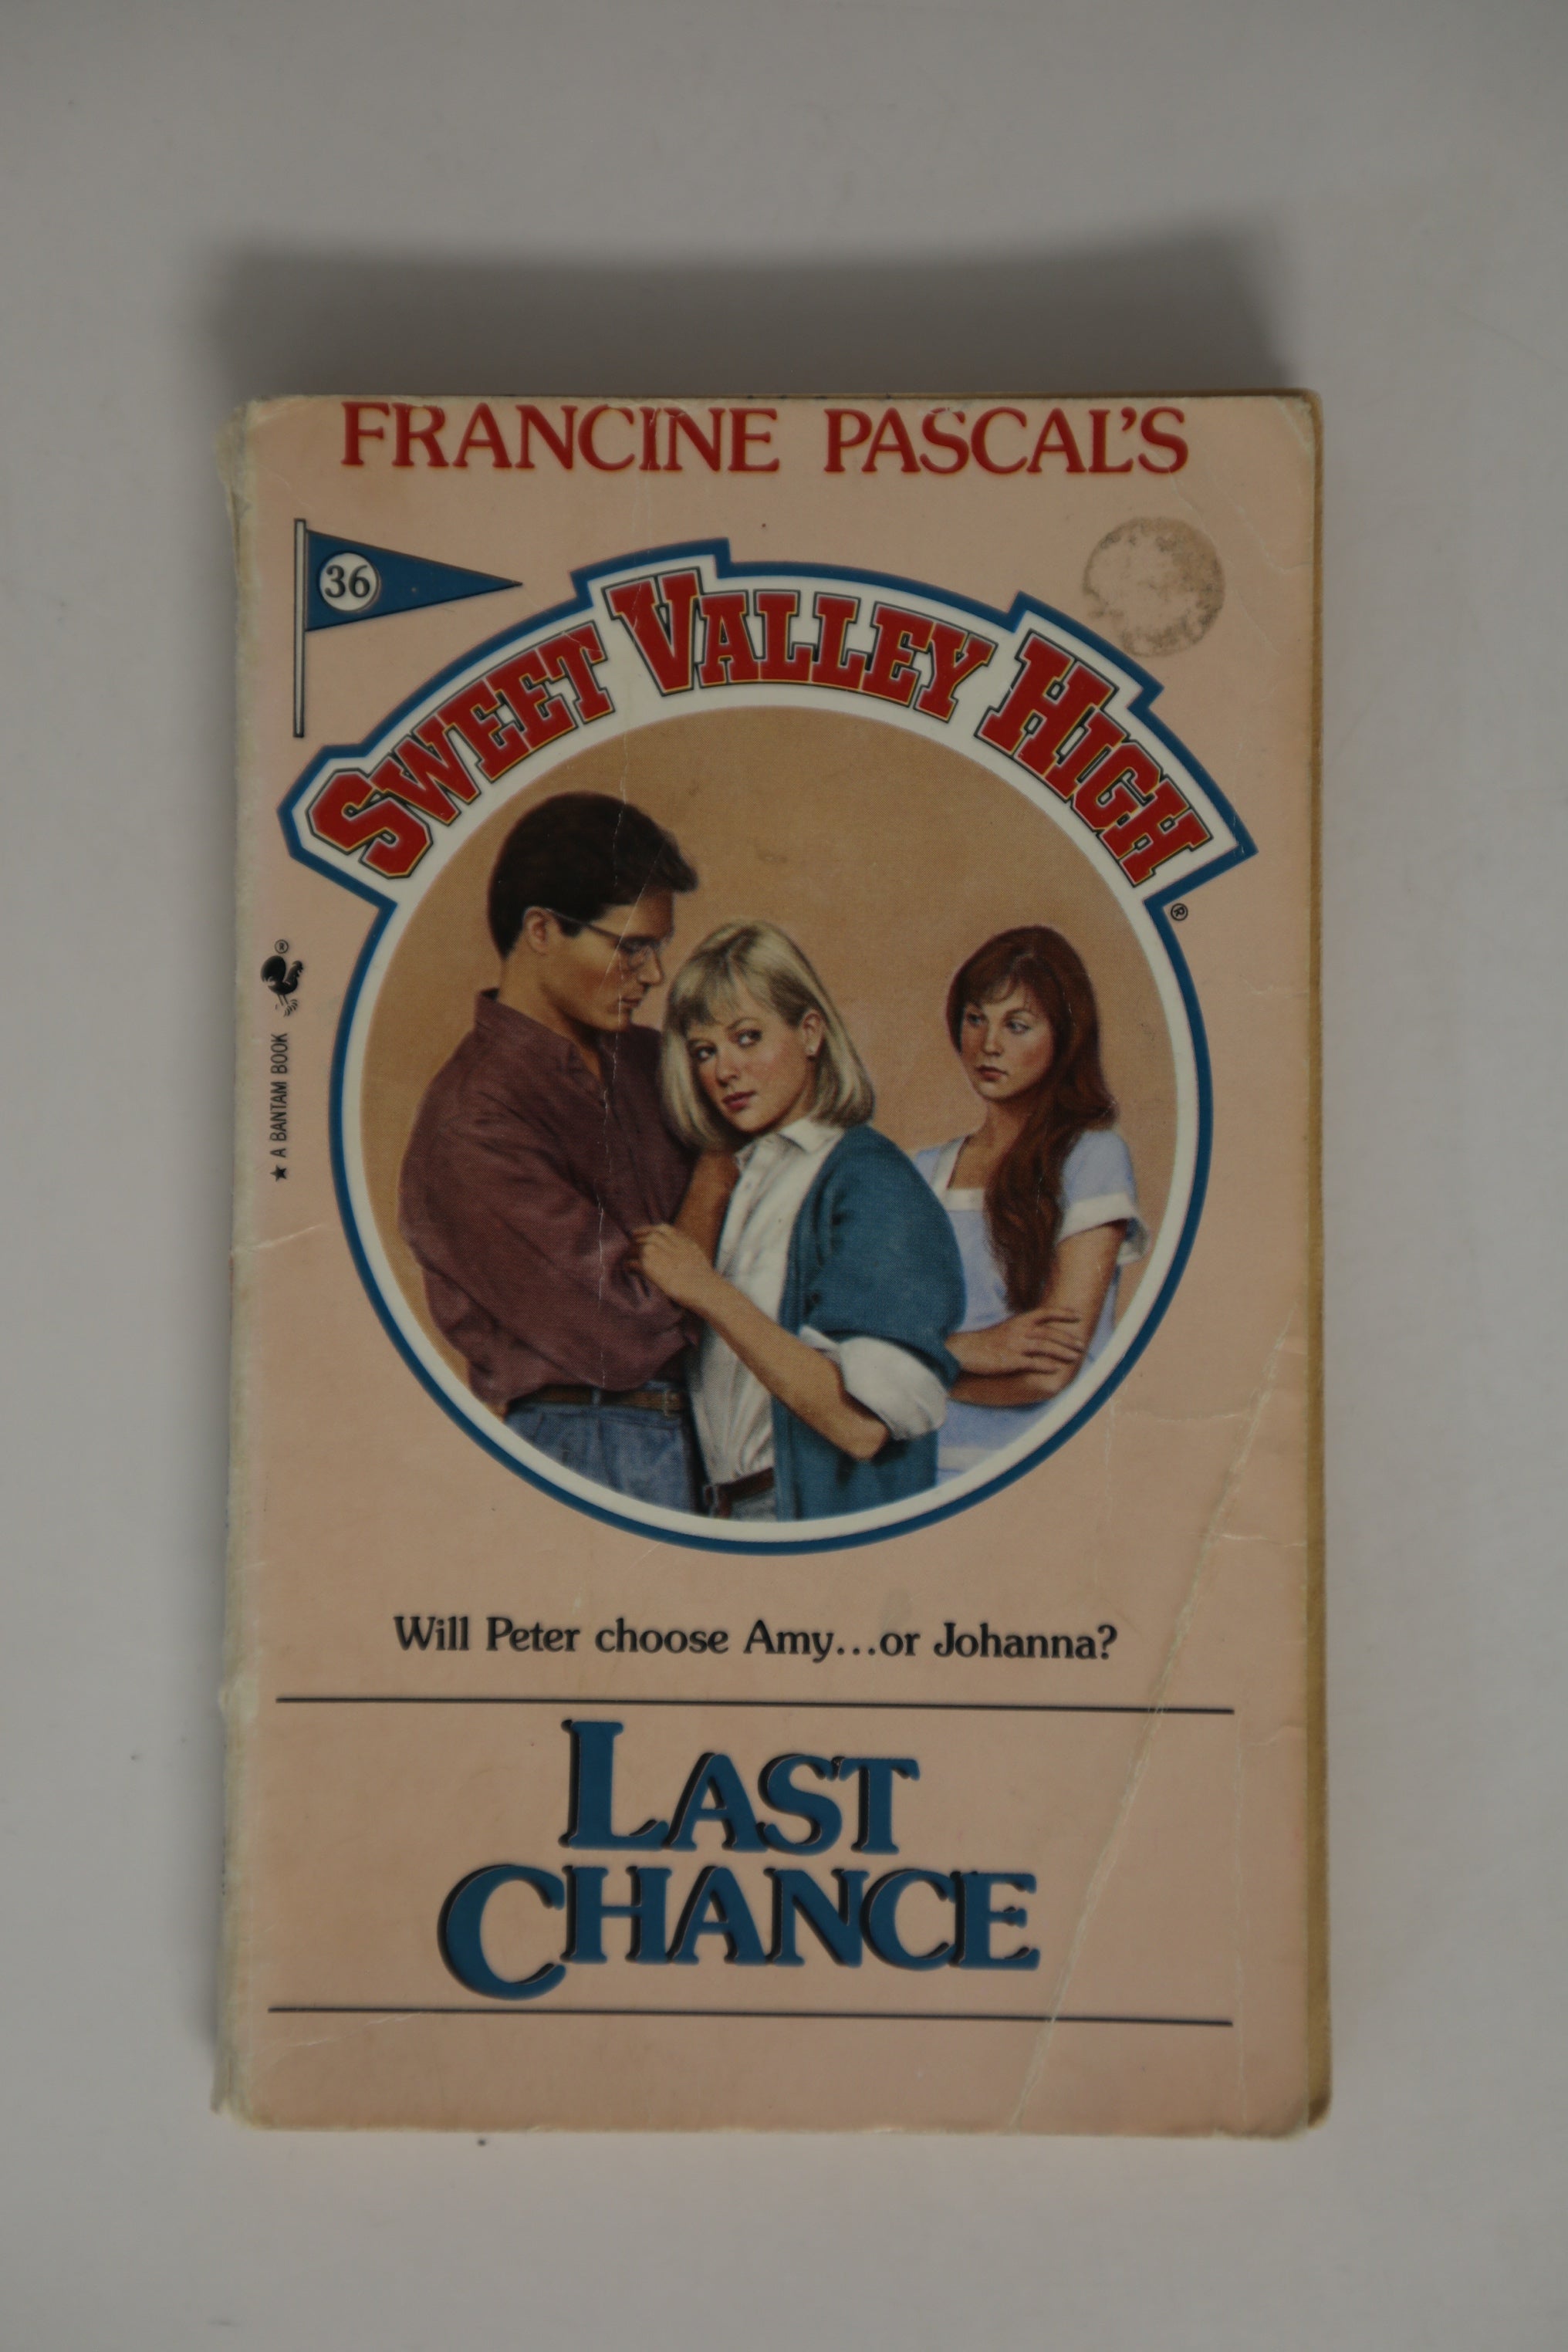 FRANCINE PASCAL'S
36
SWEET VALLEY HIGH
®
®
★ A BANTAM BOOK
Will Peter choose Amy...or Johanna?
LAST
CHANCE